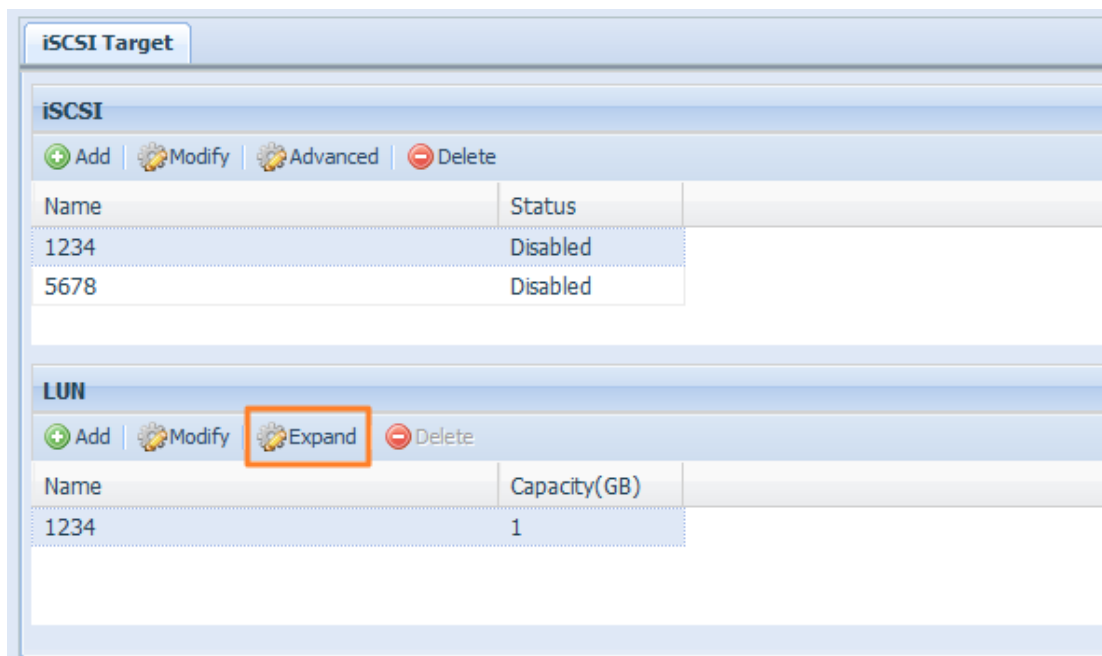 iSCSI Target
iSCSI
Add Modify Advanced Delete
Name Status
1234 Disabled
5678 Disabled
LUN
Add Modify Expand Delete
Name Capacity(GB)
1234 1